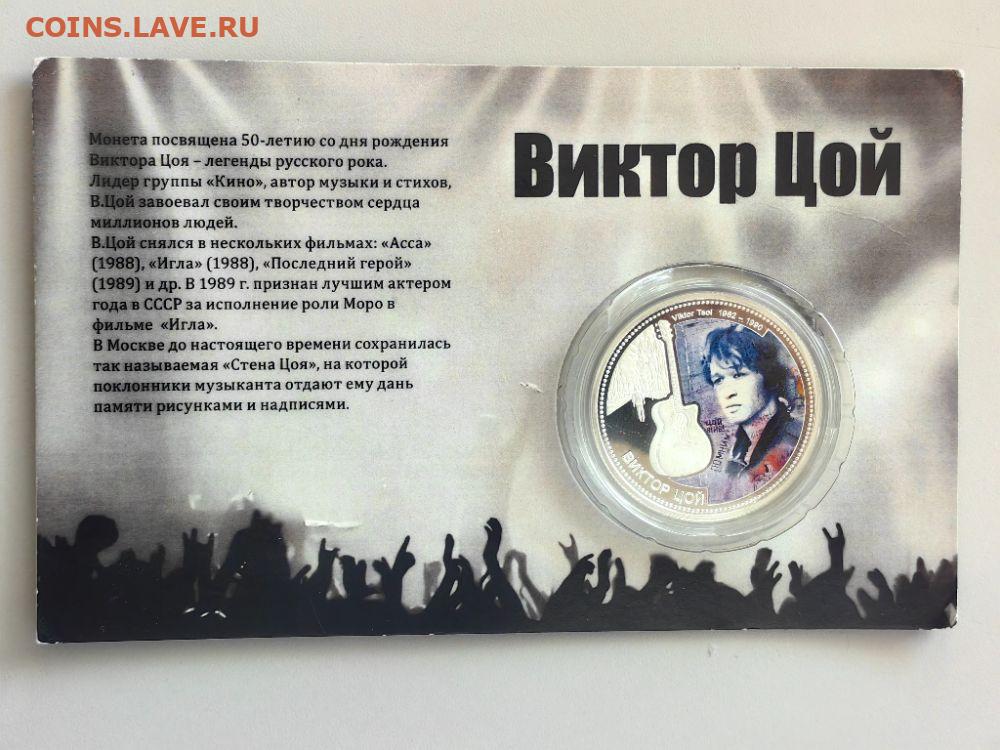 COINS.LAVE.RU
Монета посвящена 50-летию со дня рождения
Виктора Цоя – легенды русского рока.
Лидер группы «Кино», автор музыки и стихов,
В.Цой завоевал своим творчеством сердца
миллионов людей.
В.Цой снялся в нескольких фильмах: «Асса»
(1988), «Игла» (1988), «Последний герой»
(1989) и др. В 1989 г. признан лучшим актером
года в СССР за исполнение роли Моро в
фильме «Игла».
В Москве до настоящего времени сохранилась
так называемая «Стена Цоя», на которой
поклонники музыканта отдают ему дань
памяти рисунками и надписями.
Виктор Цой
Viktor Tsoi 1962 – 1990
ЦОЙ
ПОМНИМ
ВИКТОР ЦОЙ